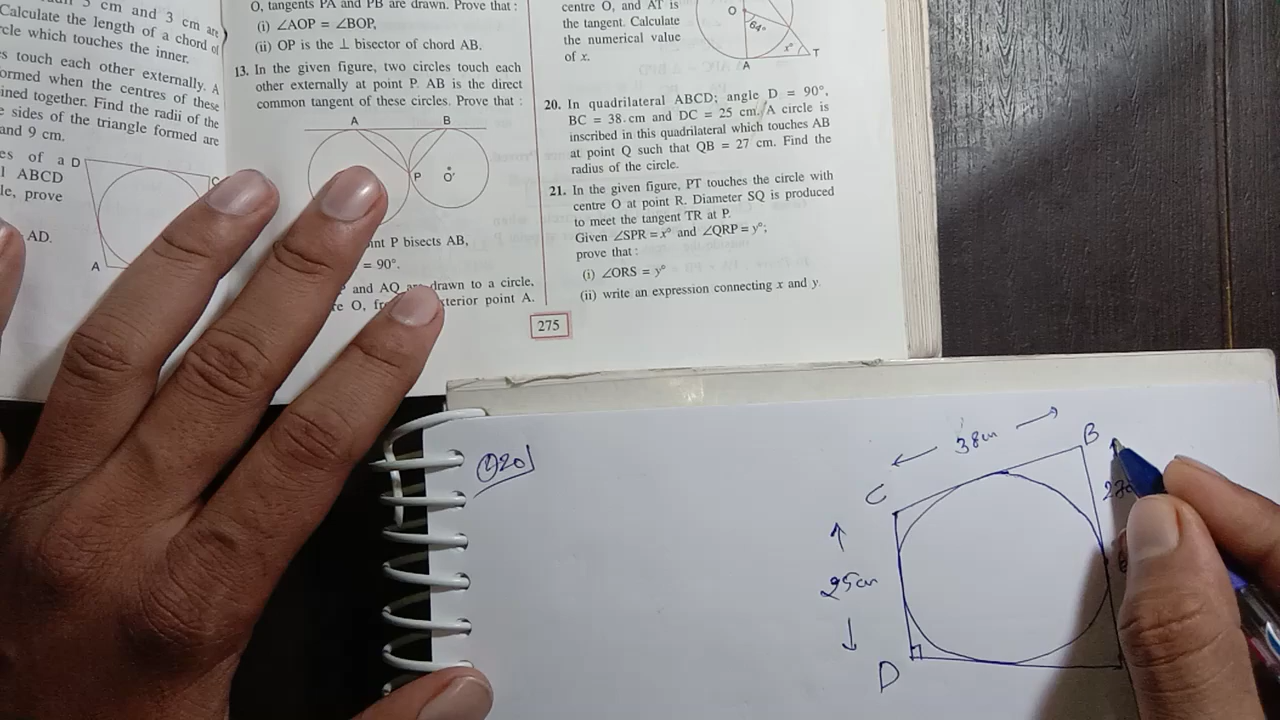 5 cm and 3 cm are
Calculate the length of a chord of
rcle which touches the inner.
s touch each other externally. A
ormed when the centres of these
ined together. Find the radii of the
e sides of the triangle formed are
and 9 cm.
es of a
l ABCD
le, prove
AD.
D
C
A
O, tangents PA and PB are drawn. Prove that :
(i) ∠AOP = ∠BOP,
(ii) OP is the ⊥ bisector of chord AB.
13. In the given figure, two circles touch each
other externally at point P. AB is the direct
common tangent of these circles. Prove that :
A B
P O'
int P bisects AB,
= 90°.
and AQ are drawn to a circle,
re O, from exterior point A.
centre O, and AT is
the tangent. Calculate
the numerical value
of x.
O
64°
x°
T
A
20. In quadrilateral ABCD; angle D = 90°,
BC = 38 cm and DC = 25 cm. A circle is
inscribed in this quadrilateral which touches AB
at point Q such that QB = 27 cm. Find the
radius of the circle.
21. In the given figure, PT touches the circle with
centre O at point R. Diameter SQ is produced
to meet the tangent TR at P.
Given ∠SPR = x° and ∠QRP = y°;
prove that :
(i) ∠ORS = y°
(ii) write an expression connecting x and y.
275
Q20]
38cm
B
C
27
25cm
D